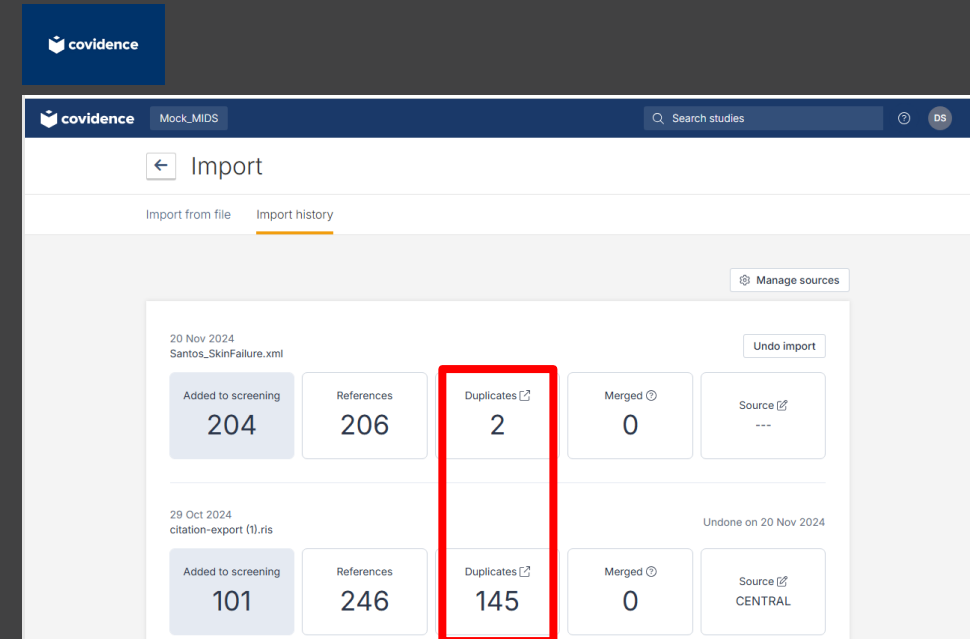 covidence
covidence Mock_MIDS Search studies ? DS
Import
Import from file Import history
Manage sources
20 Nov 2024
Santos_SkinFailure.xml
Undo import
Added to screening References Duplicates Merged ? Source
204 206 2 0 ---
29 Oct 2024
citation-export (1).ris
Undone on 20 Nov 2024
Added to screening References Duplicates Merged ? Source
101 246 145 0 CENTRAL